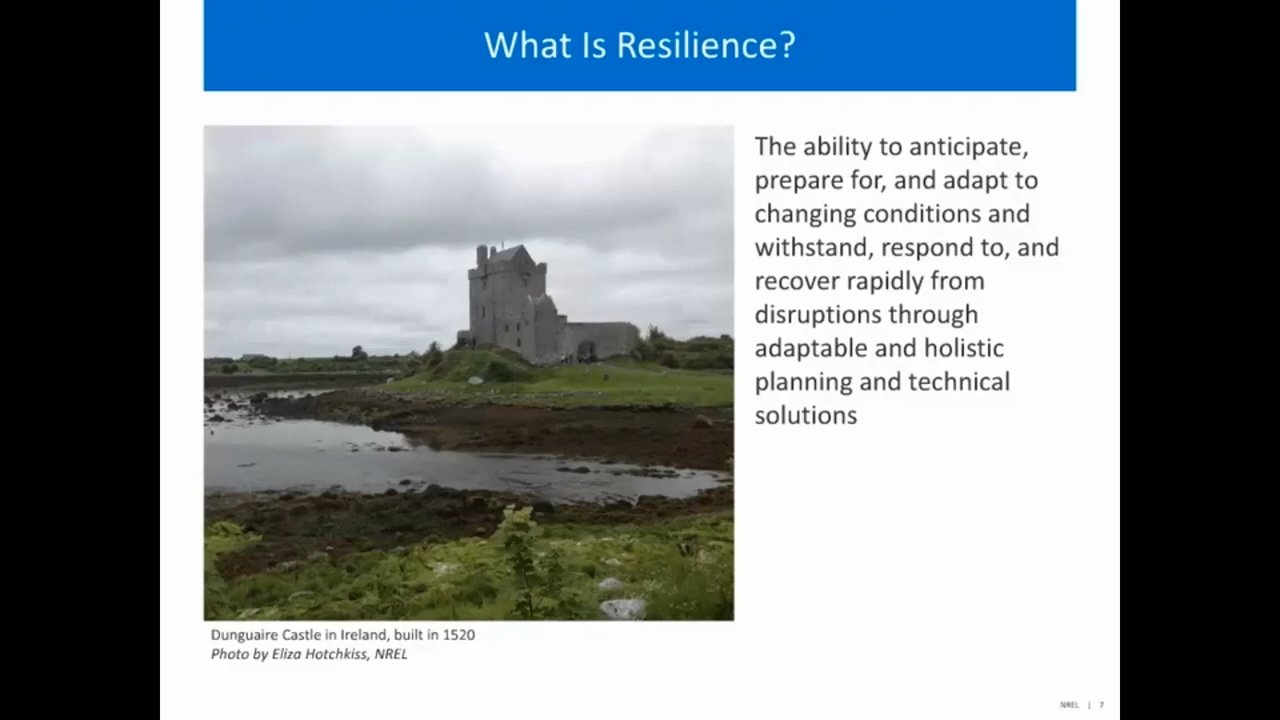 What Is Resilience?
The ability to anticipate,
prepare for, and adapt to
changing conditions and
withstand, respond to, and
recover rapidly from
disruptions through
adaptable and holistic
planning and technical
solutions
Dunguaire Castle in Ireland, built in 1520
Photo by Eliza Hotchkiss, NREL
NREL | 7